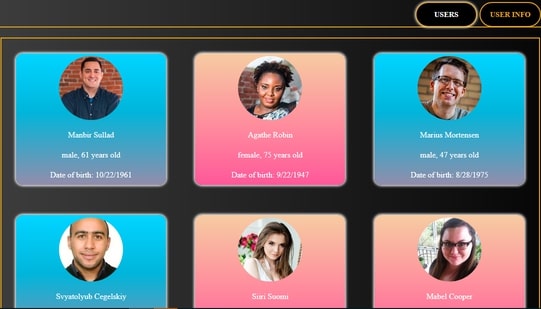 USERS
USER INFO
Manbir Sullad
male, 61 years old
Date of birth: 10/22/1961
Agathe Robin
female, 75 years old
Date of birth: 9/22/1947
Marius Mortensen
male, 47 years old
Date of birth: 8/28/1975
Svyatolyub Cegelskiy
Siiri Suomi
Mabel Cooper